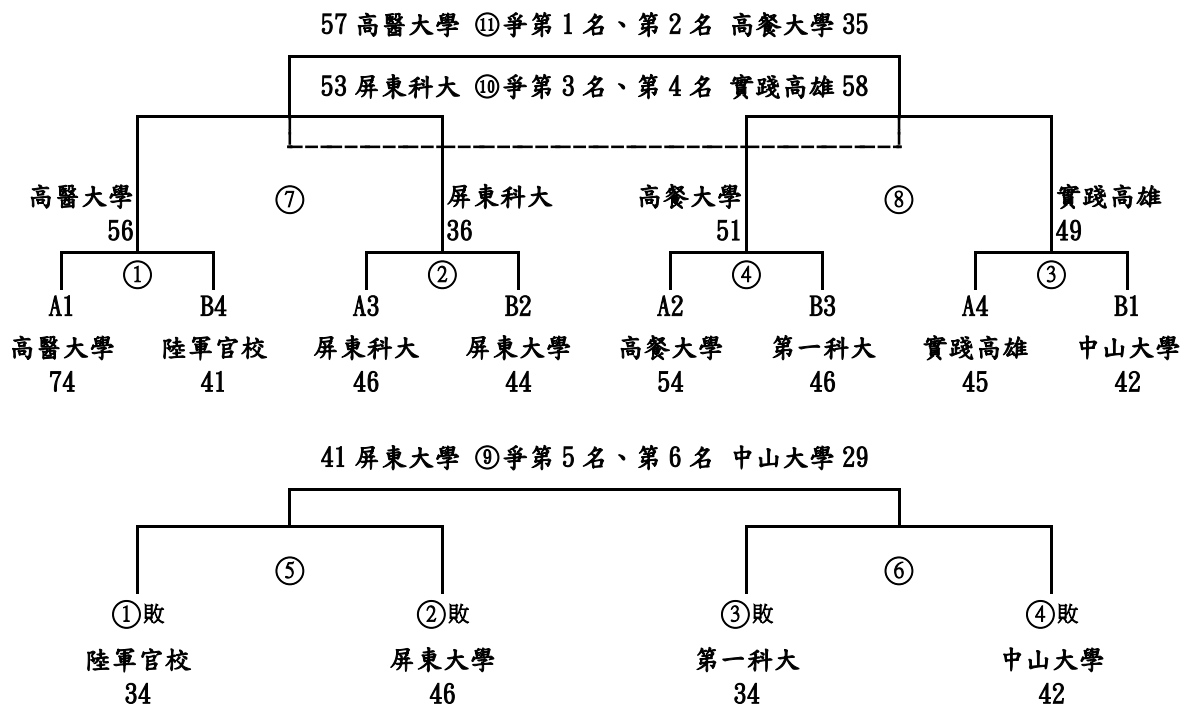 57 高醫大學 ⑪爭第 1 名、第 2 名 高餐大學 35
53 屏東科大 ⑩爭第 3 名、第 4 名 實踐高雄 58
高醫大學 ⑦ 屏東科大 高餐大學 ⑧ 實踐高雄
56 36 51 49
① ② ④ ③
A1 B4 A3 B2 A2 B3 A4 B1
高醫大學 陸軍官校 屏東科大 屏東大學 高餐大學 第一科大 實踐高雄 中山大學
74 41 46 44 54 46 45 42
41 屏東大學 ⑨爭第 5 名、第 6 名 中山大學 29
⑤ ⑥
①敗 ②敗 ③敗 ④敗
陸軍官校 屏東大學 第一科大 中山大學
34 46 34 42